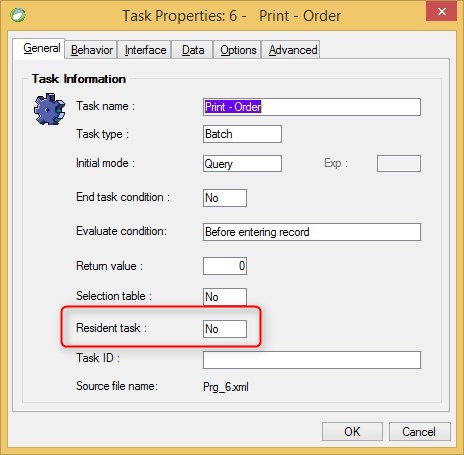 Task Properties: 6 - Print - Order
General Behavior Interface Data Options Advanced
Task Information
Task name : Print - Order
Task type : Batch
Initial mode : Query Exp :
End task condition : No
Evaluate condition: Before entering record
Return value : 0
Selection table : No
Resident task : No
Task ID :
Source file name: Prg_6.xml
OK Cancel